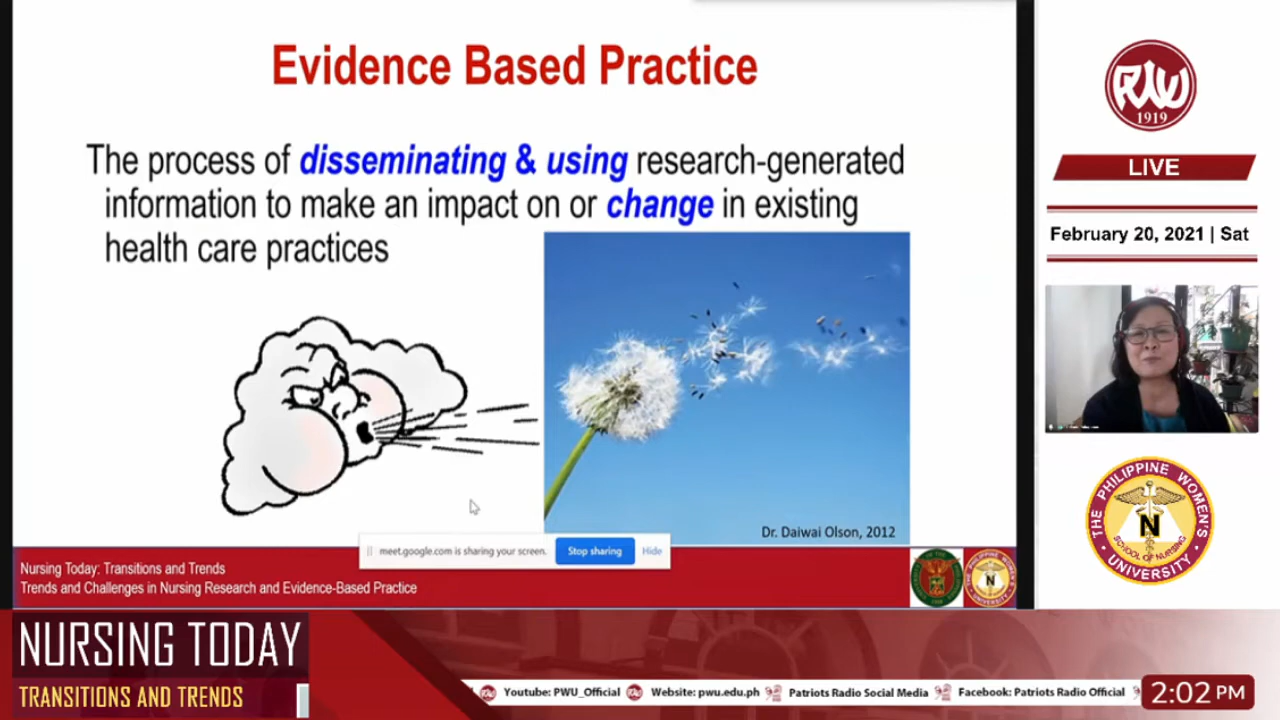 Evidence Based Practice
The process of disseminating & using research-generated
information to make an impact on or change in existing
health care practices
Dr. Daiwai Olson, 2012
meet.google.com is sharing your screen.
Stop sharing
Hide
Nursing Today: Transitions and Trends
Trends and Challenges in Nursing Research and Evidence-Based Practice
1919
LIVE
February 20, 2021 | Sat
THE PHILIPPINE WOMEN'S UNIVERSITY
N
SCHOOL OF NURSING
NURSING TODAY
TRANSITIONS AND TRENDS
Youtube: PWU_Official
Website: pwu.edu.ph
Patriots Radio Social Media
Facebook: Patriots Radio Official
2:02 PM